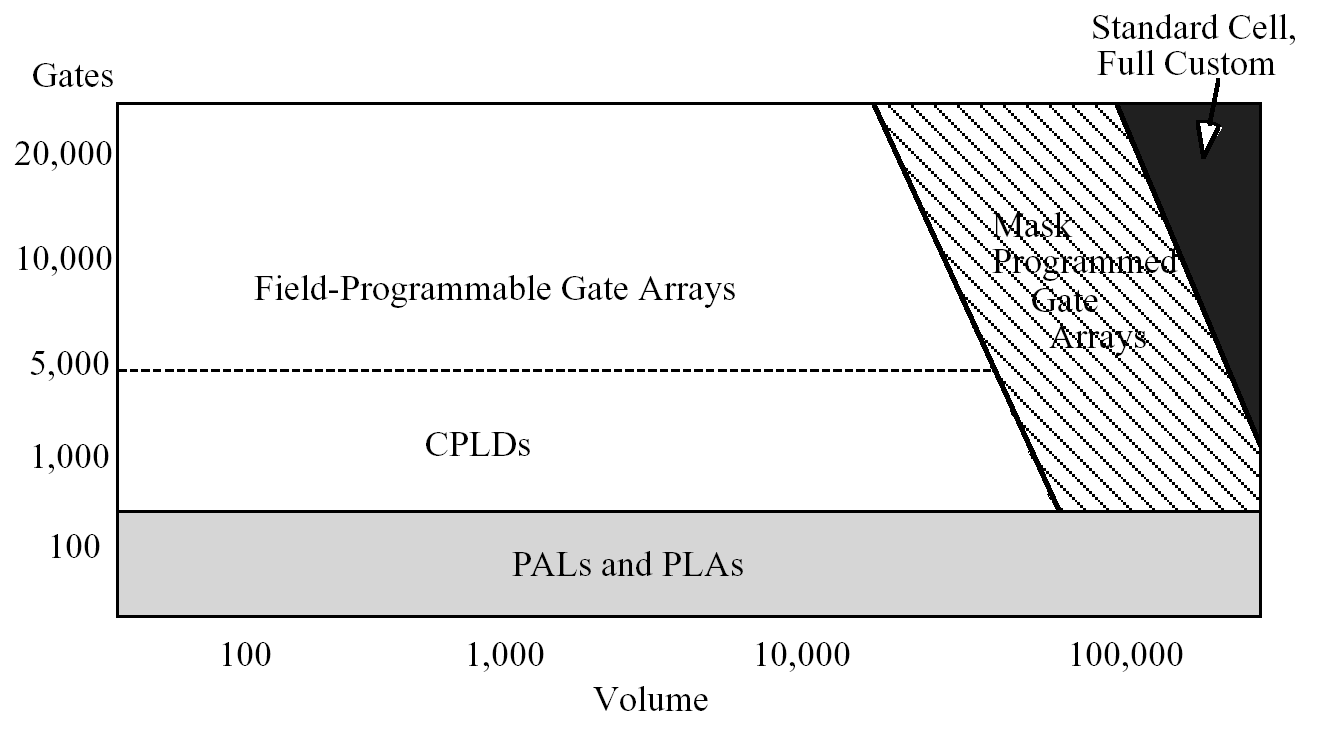 Standard Cell,
Full Custom
Gates
20,000
10,000
5,000
1,000
100
Field-Programmable Gate Arrays
Mask
Programmed
Gate
Arrays
CPLDs
PALs and PLAs
100
1,000
10,000
100,000
Volume